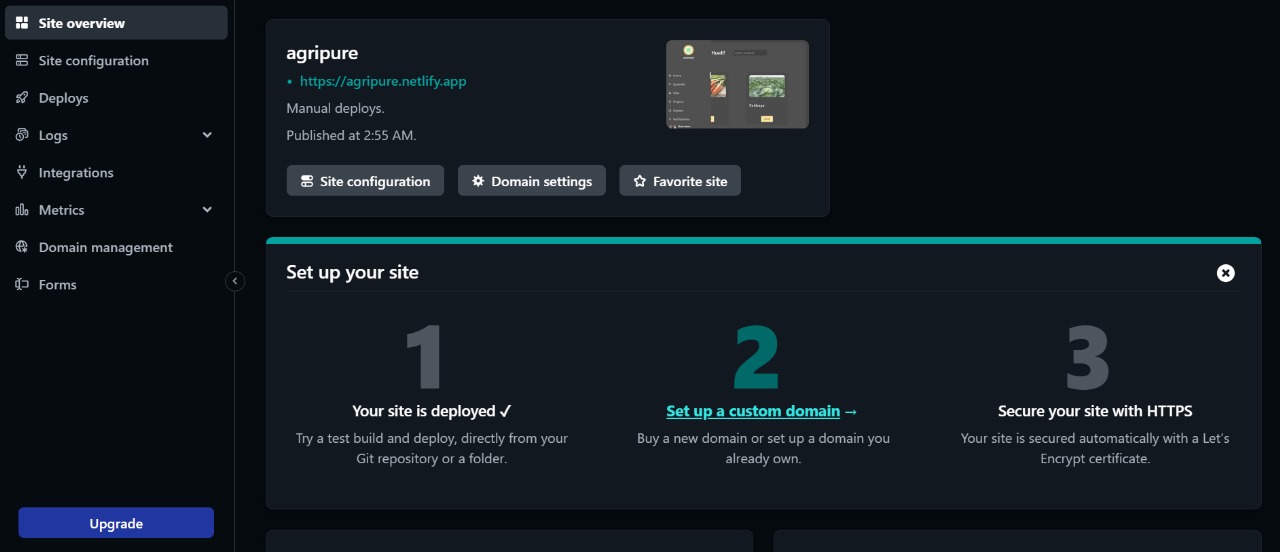 Site overview
Site configuration
Deploys
Logs
Integrations
Metrics
Domain management
Forms
Upgrade
agripure
• https://agripure.netlify.app
Manual deploys.
Published at 2:55 AM.
Site configuration
Domain settings
Favorite site
Set up your site
1
Your site is deployed ✓
Try a test build and deploy, directly from your
Git repository or a folder.
2
Set up a custom domain →
Buy a new domain or set up a domain you
already own.
3
Secure your site with HTTPS
Your site is secured automatically with a Let's
Encrypt certificate.